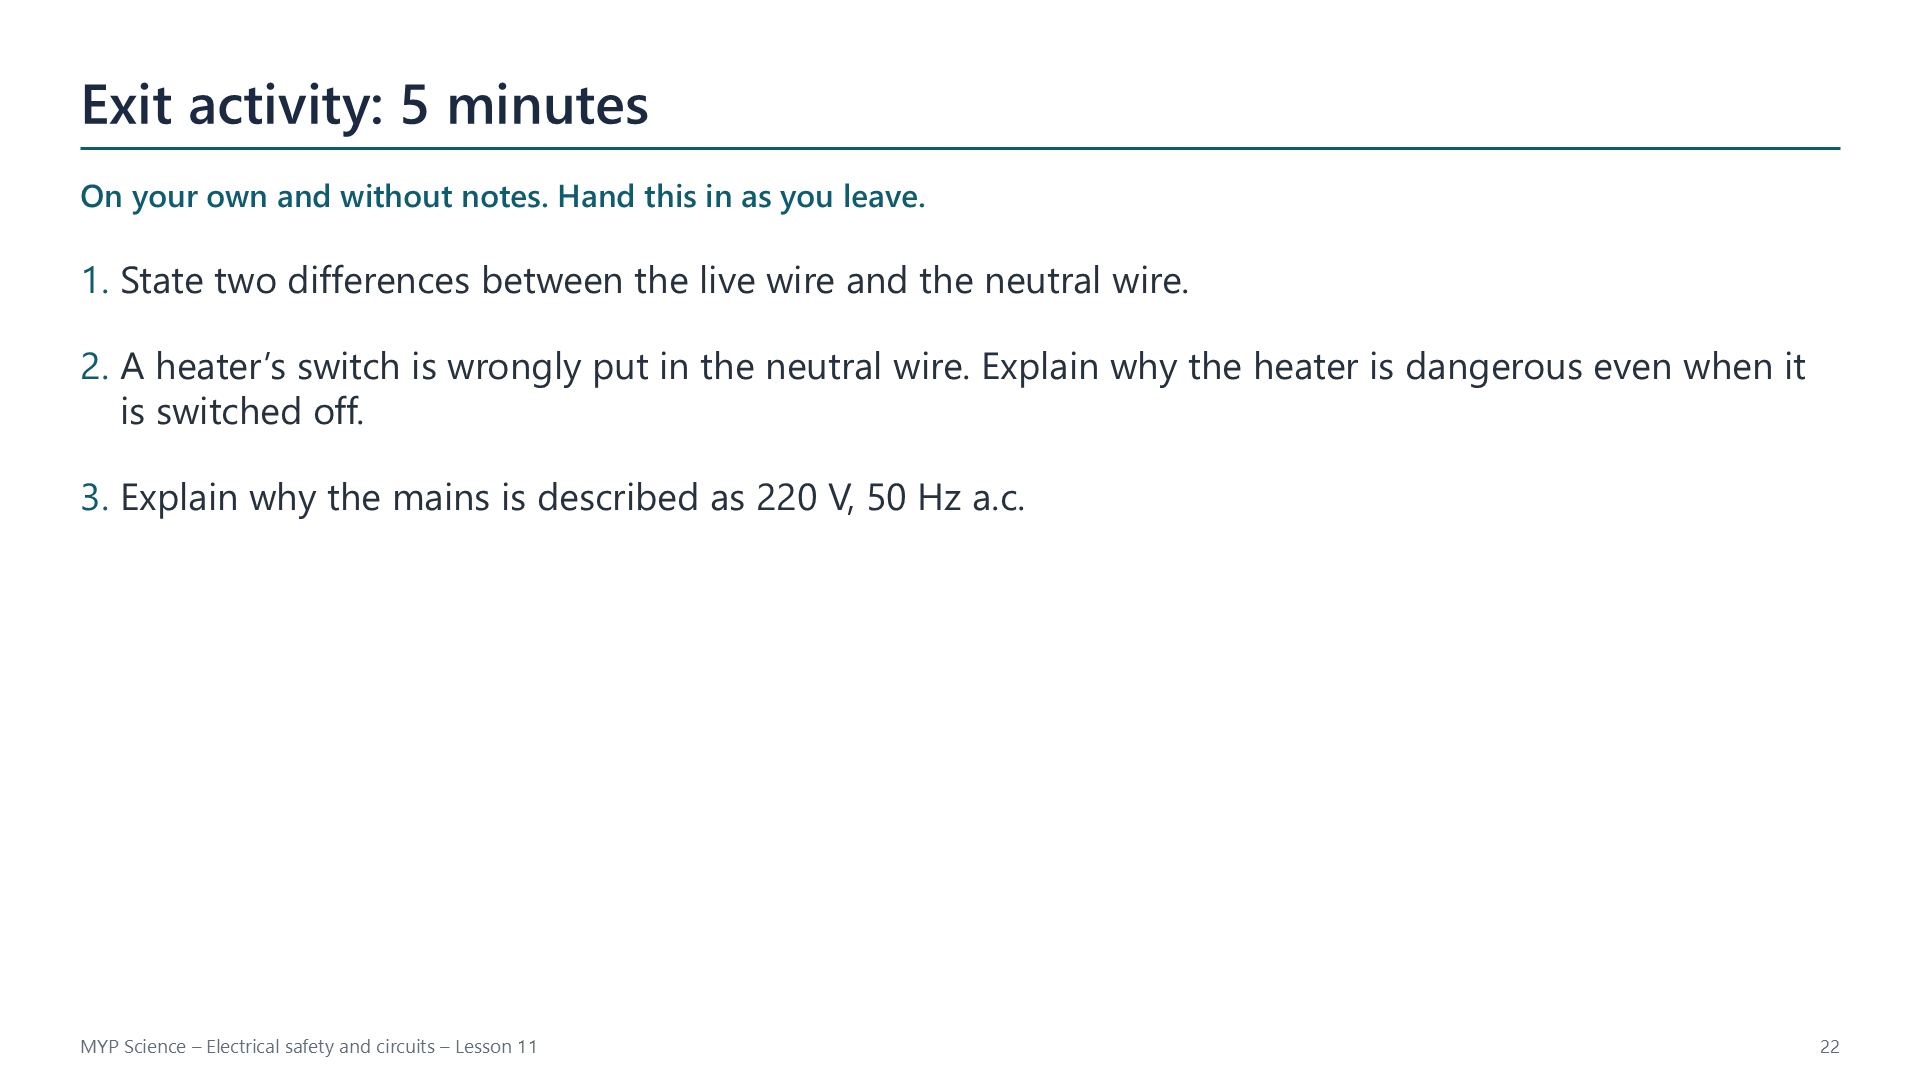 Exit activity: 5 minutes
On your own and without notes. Hand this in as you leave.
1. State two differences between the live wire and the neutral wire.
2. A heater’s switch is wrongly put in the neutral wire. Explain why the heater is dangerous even when it
is switched off.
3. Explain why the mains is described as 220 V, 50 Hz a.c.
MYP Science – Electrical safety and circuits – Lesson 11
22